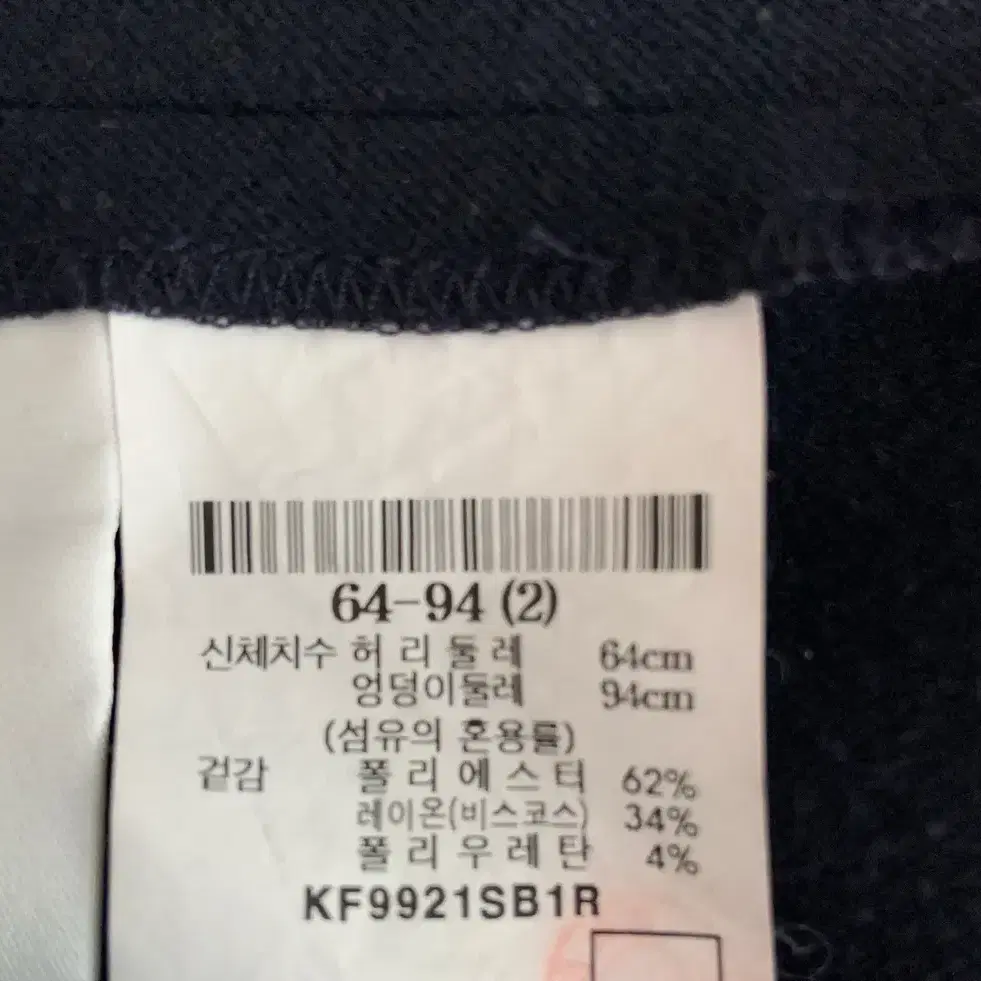 64-94 (2)
신체치수 허 리 둘 레 64cm
엉덩이둘레 94cm
(섬유의 혼용률)
겉감 폴 리 에 스 터 62%
레이온(비스코스) 34%
폴 리 우 레 탄 4%
KF9921SB1R